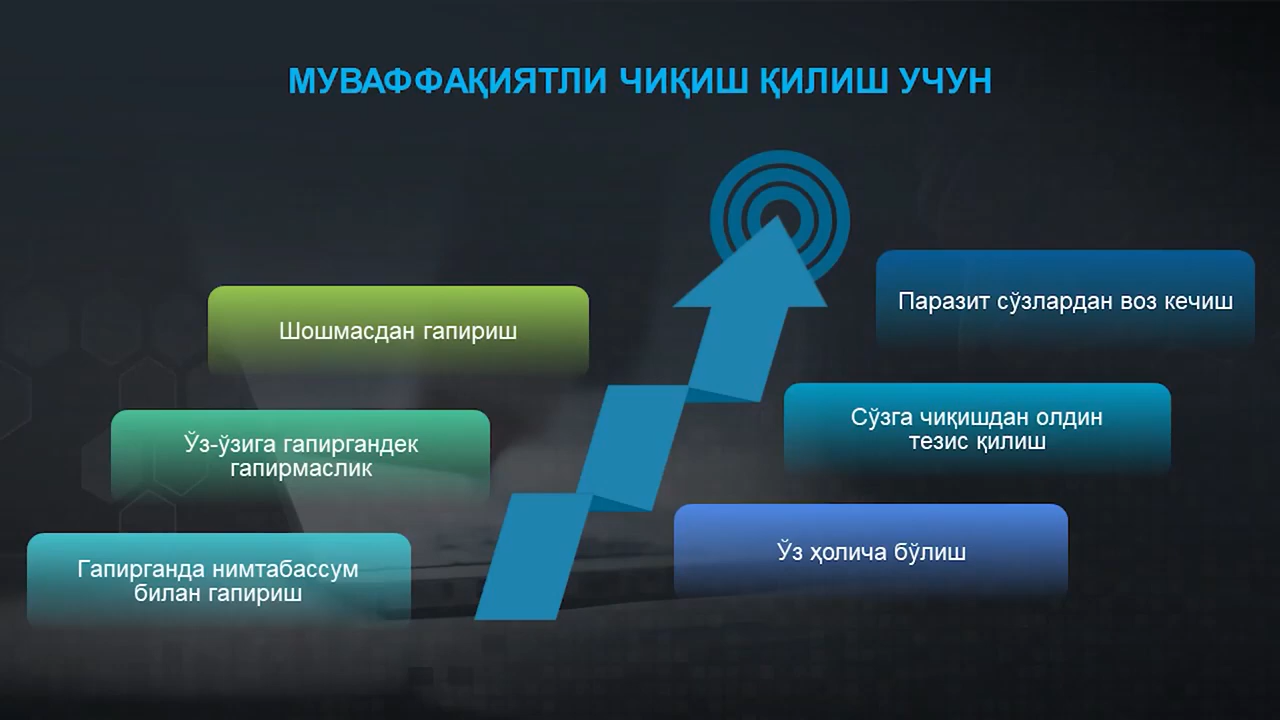 МУВАФФАҚИЯТЛИ ЧИҚИШ ҚИЛИШ УЧУН
Шошмасдан гапириш
Ўз-ўзига гапиргандек
гапирмаслик
Гапирганда нимтабассум
билан гапириш
Паразит сўзлардан воз кечиш
Сўзга чиқишдан олдин
тезис қилиш
Ўз ҳолича бўлиш